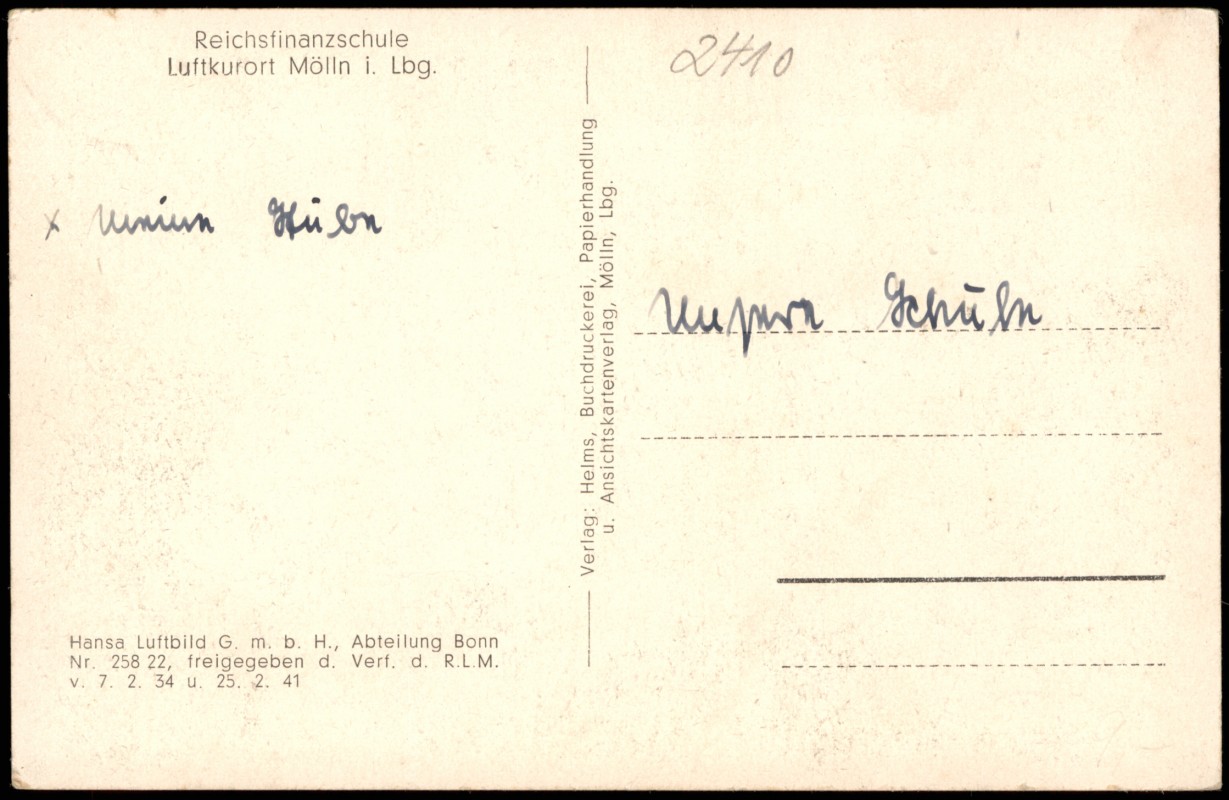 Reichsfinanzschule
Luftkurort Mölln i. Lbg.
2410
x meine Stube
Unsere Schule
Verlag: Helms, Buchdruckerei, Papierhandlung
u. Ansichtskartenverlag, Mölln, Lbg.
Hansa Luftbild G. m. b. H., Abteilung Bonn
Nr. 258 22, freigegeben d. Verf. d. R.L.M.
v. 7. 2. 34 u. 25. 2. 41